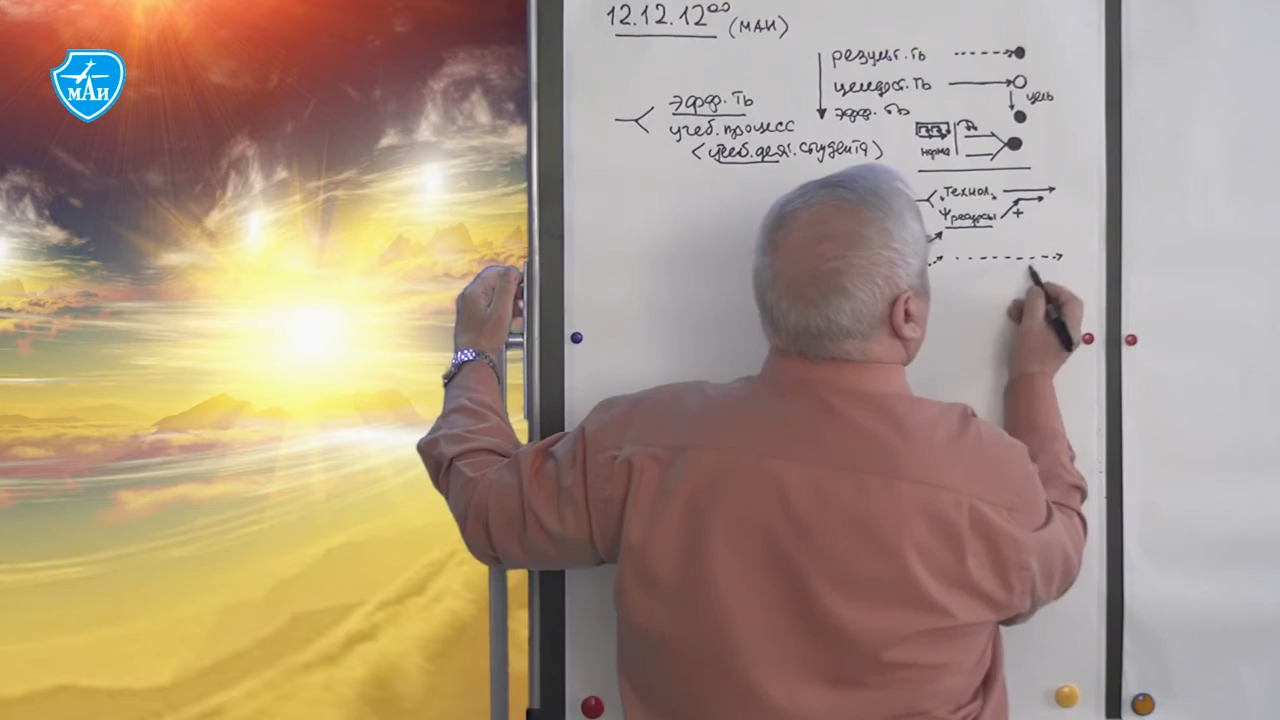 МАИ
12.12.12⁰⁰ (МАИ)
результ.ть
целдост.ть
цель
эфф.ть
норма
эфф.ть
учеб.процесс
(учеб.деят.студента)
технол.
Ψ ресурсы
+